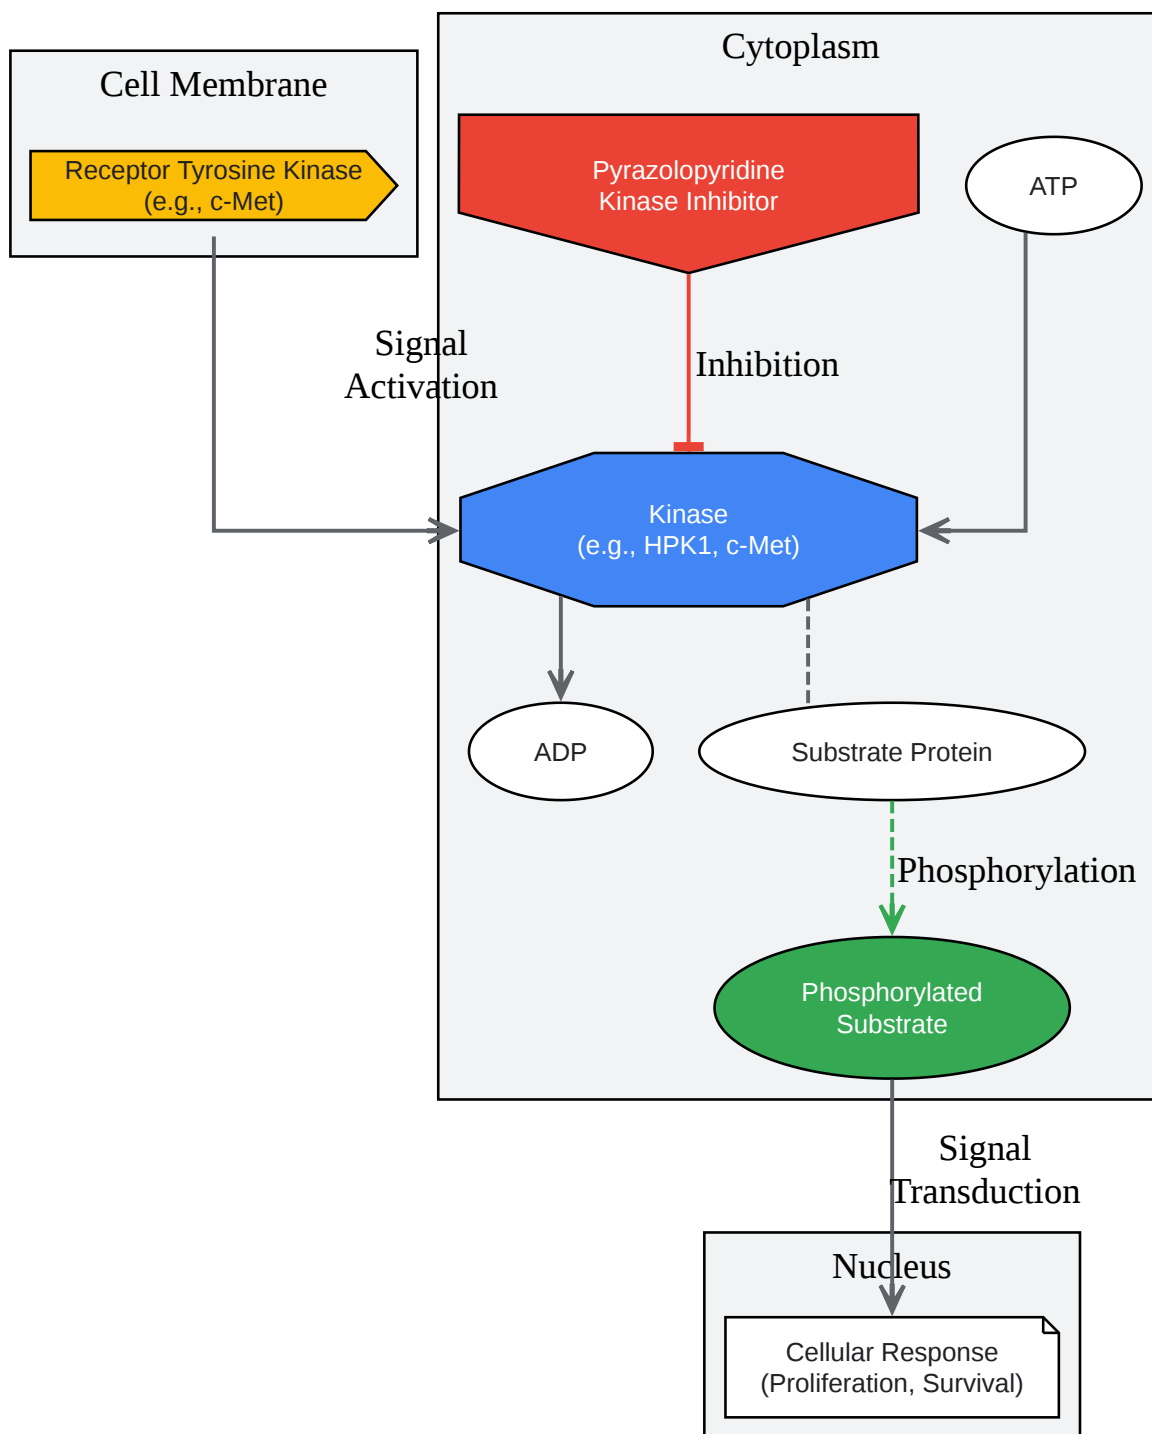 Cytoplasm
Cell Membrane
Receptor Tyrosine Kinase
(e.g., c-Met)
Pyrazolopyridine
Kinase Inhibitor
ATP
Signal
Activation
Inhibition
Kinase
(e.g., HPK1, c-Met)
ADP
Substrate Protein
Phosphorylation
Phosphorylated
Substrate
Signal
Transduction
Nucleus
Cellular Response
(Proliferation, Survival)